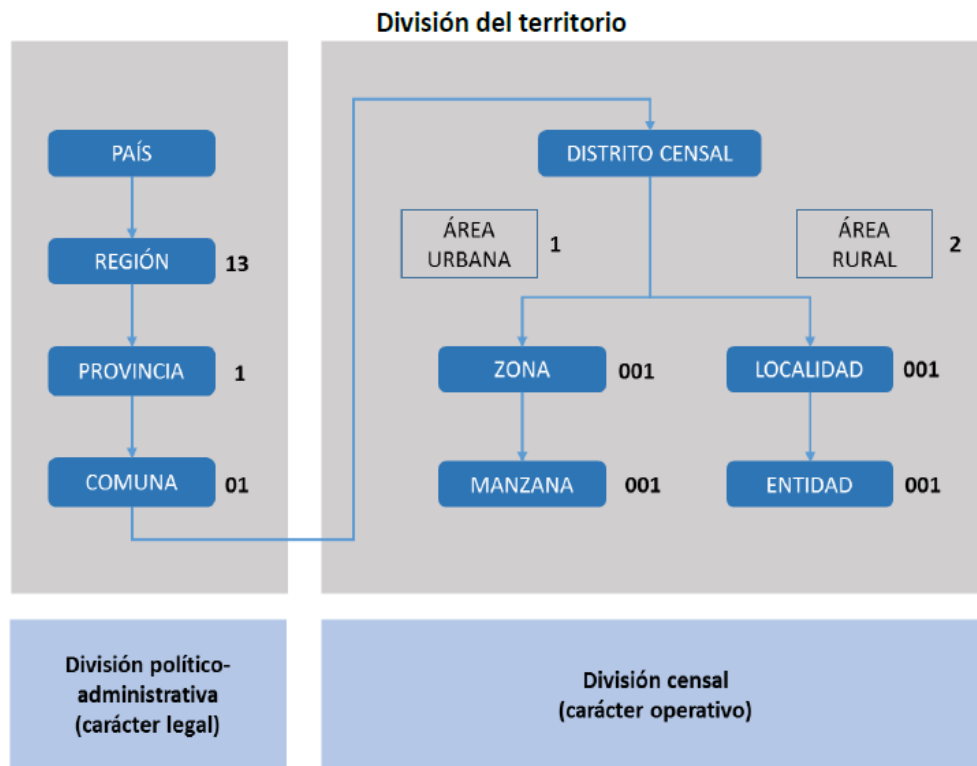 División del territorio
PAÍS
REGIÓN 13
PROVINCIA 1
COMUNA 01
DISTRITO CENSAL
ÁREA
URBANA
1
ÁREA
RURAL
2
ZONA 001
LOCALIDAD 001
MANZANA 001
ENTIDAD 001
División político-
administrativa
(carácter legal)
División censal
(carácter operativo)